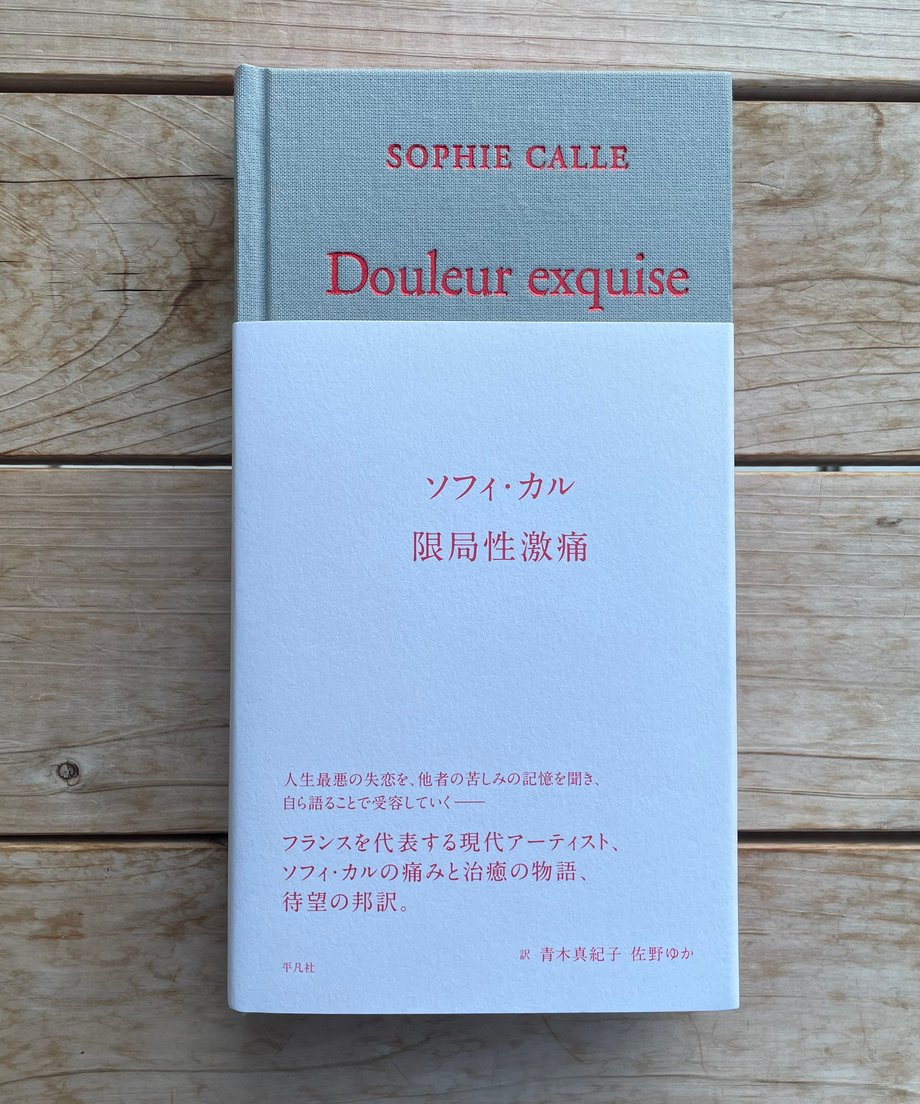 SOPHIE CALLE
Douleur exquise
ソフィ・カル
限局性激痛
人生最悪の失恋を、他者の苦しみの記憶を聞き、
自ら語ることで受容していく――
フランスを代表する現代アーティスト、
ソフィ・カルの痛みと治癒の物語、
待望の邦訳。
訳 青木真紀子 佐野ゆか
平凡社